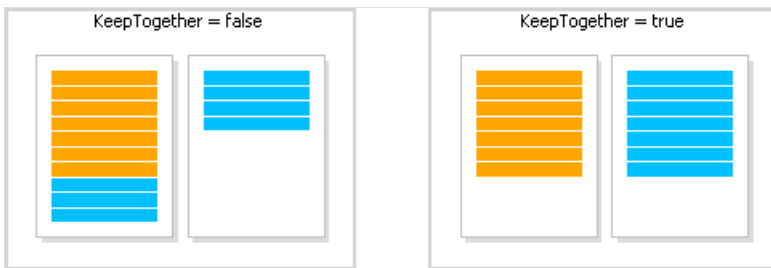 KeepTogether = false
KeepTogether = true